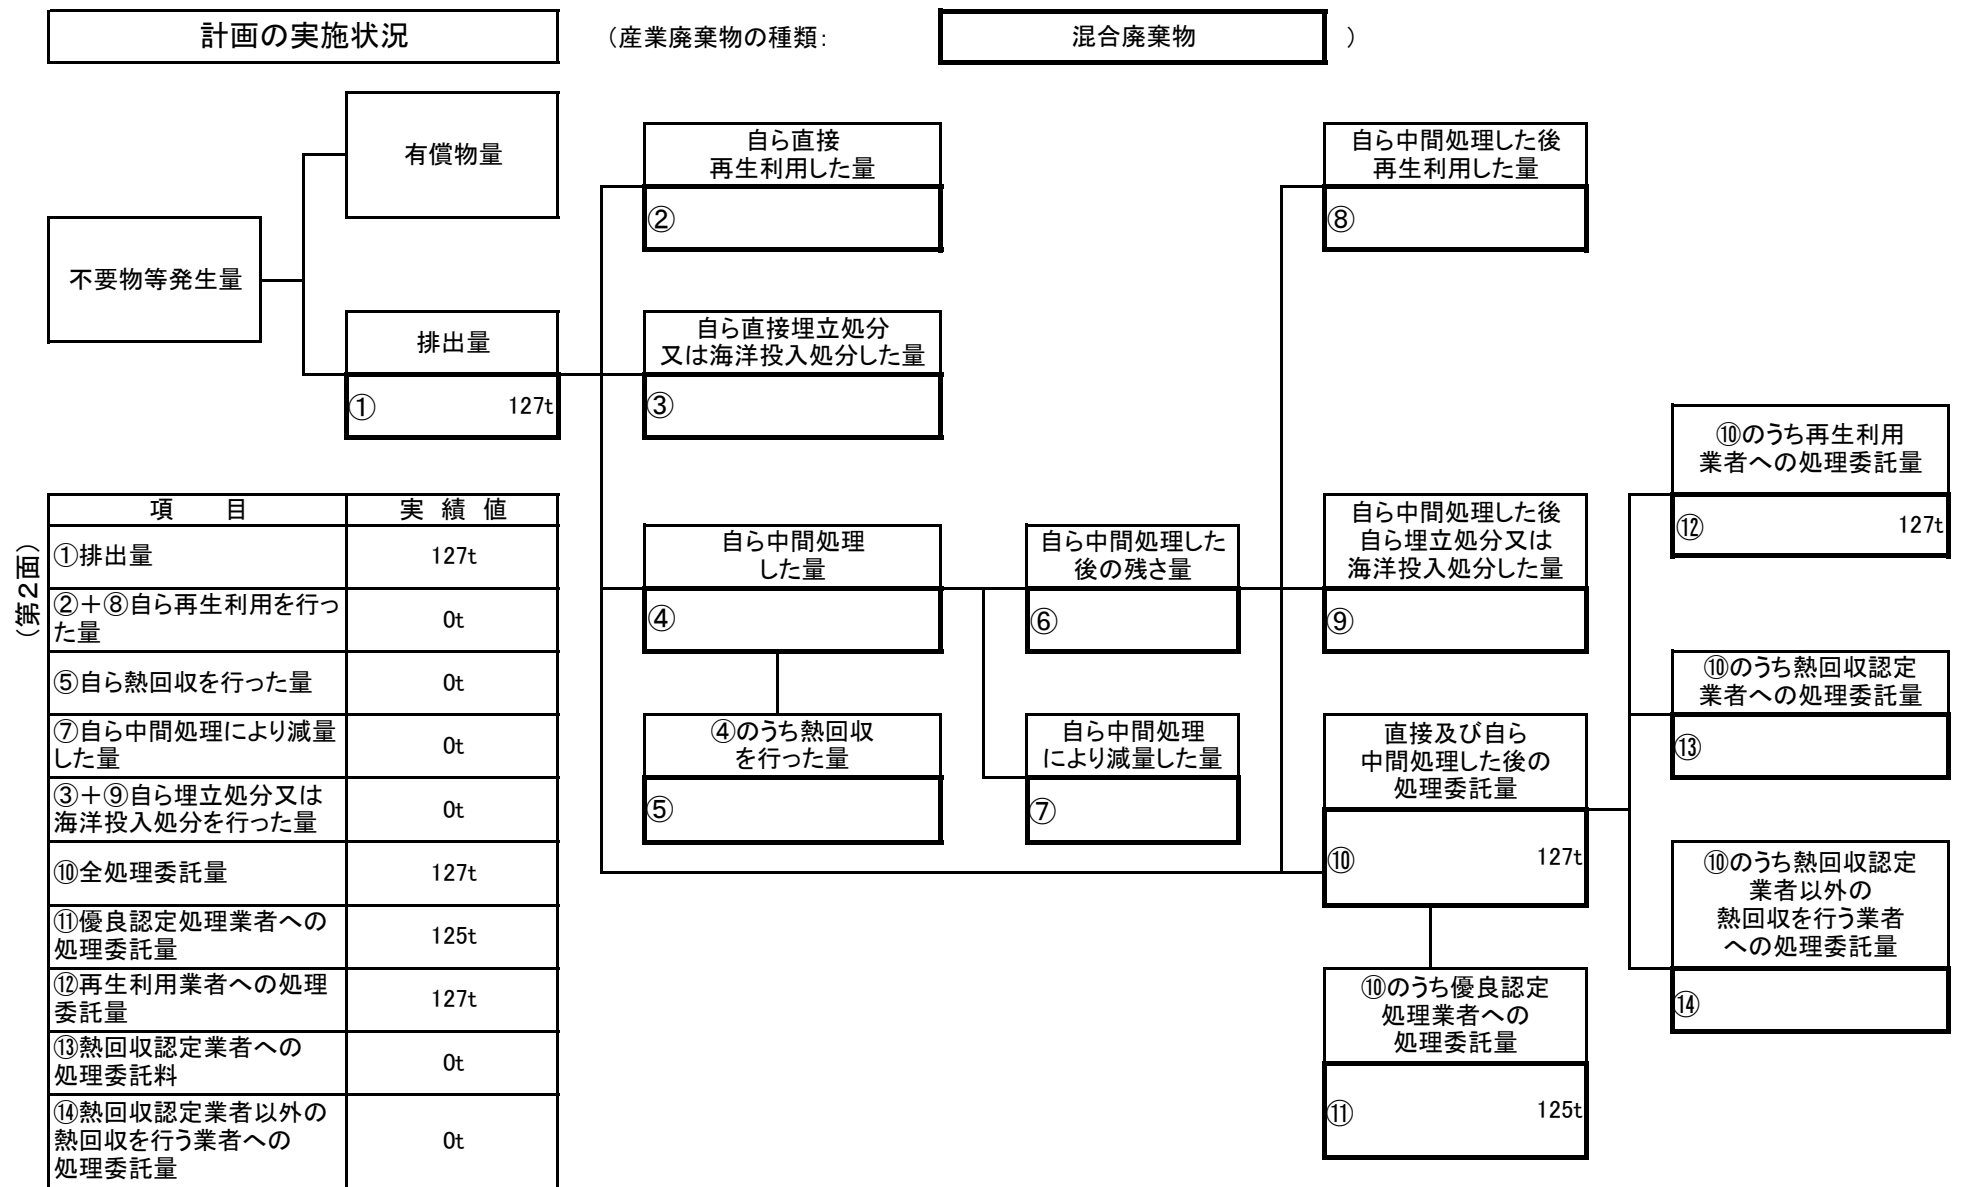 計画の実施状況
（産業廃棄物の種類：
混合廃棄物
）
有償物量
不要物等発生量
排出量
① 127t
自ら直接
再生利用した量
②
自ら直接埋立処分
又は海洋投入処分した量
③
自ら中間処理した後
再生利用した量
⑧
（第２面）
項　　目 実 績 値
①排出量 127t
②＋⑧自ら再生利用を行っ
た量 0t
⑤自ら熱回収を行った量 0t
⑦自ら中間処理により減量
した量 0t
③＋⑨自ら埋立処分又は
海洋投入処分を行った量 0t
⑩全処理委託量 127t
⑪優良認定処理業者への
処理委託量 125t
⑫再生利用業者への処理
委託量 127t
⑬熱回収認定業者への
処理委託料 0t
⑭熱回収認定業者以外の
熱回収を行う業者への
処理委託量 0t
自ら中間処理
した量
④
④のうち熱回収
を行った量
⑤
自ら中間処理した
後の残さ量
⑥
自ら中間処理
により減量した量
⑦
自ら中間処理した後
自ら埋立処分又は
海洋投入処分した量
⑨
直接及び自ら
中間処理した後の
処理委託量
⑩ 127t
⑩のうち優良認定
処理業者への
処理委託量
⑪ 125t
⑩のうち再生利用
業者への処理委託量
⑫ 127t
⑩のうち熱回収認定
業者への処理委託量
⑬
⑩のうち熱回収認定
業者以外の
熱回収を行う業者
への処理委託量
⑭